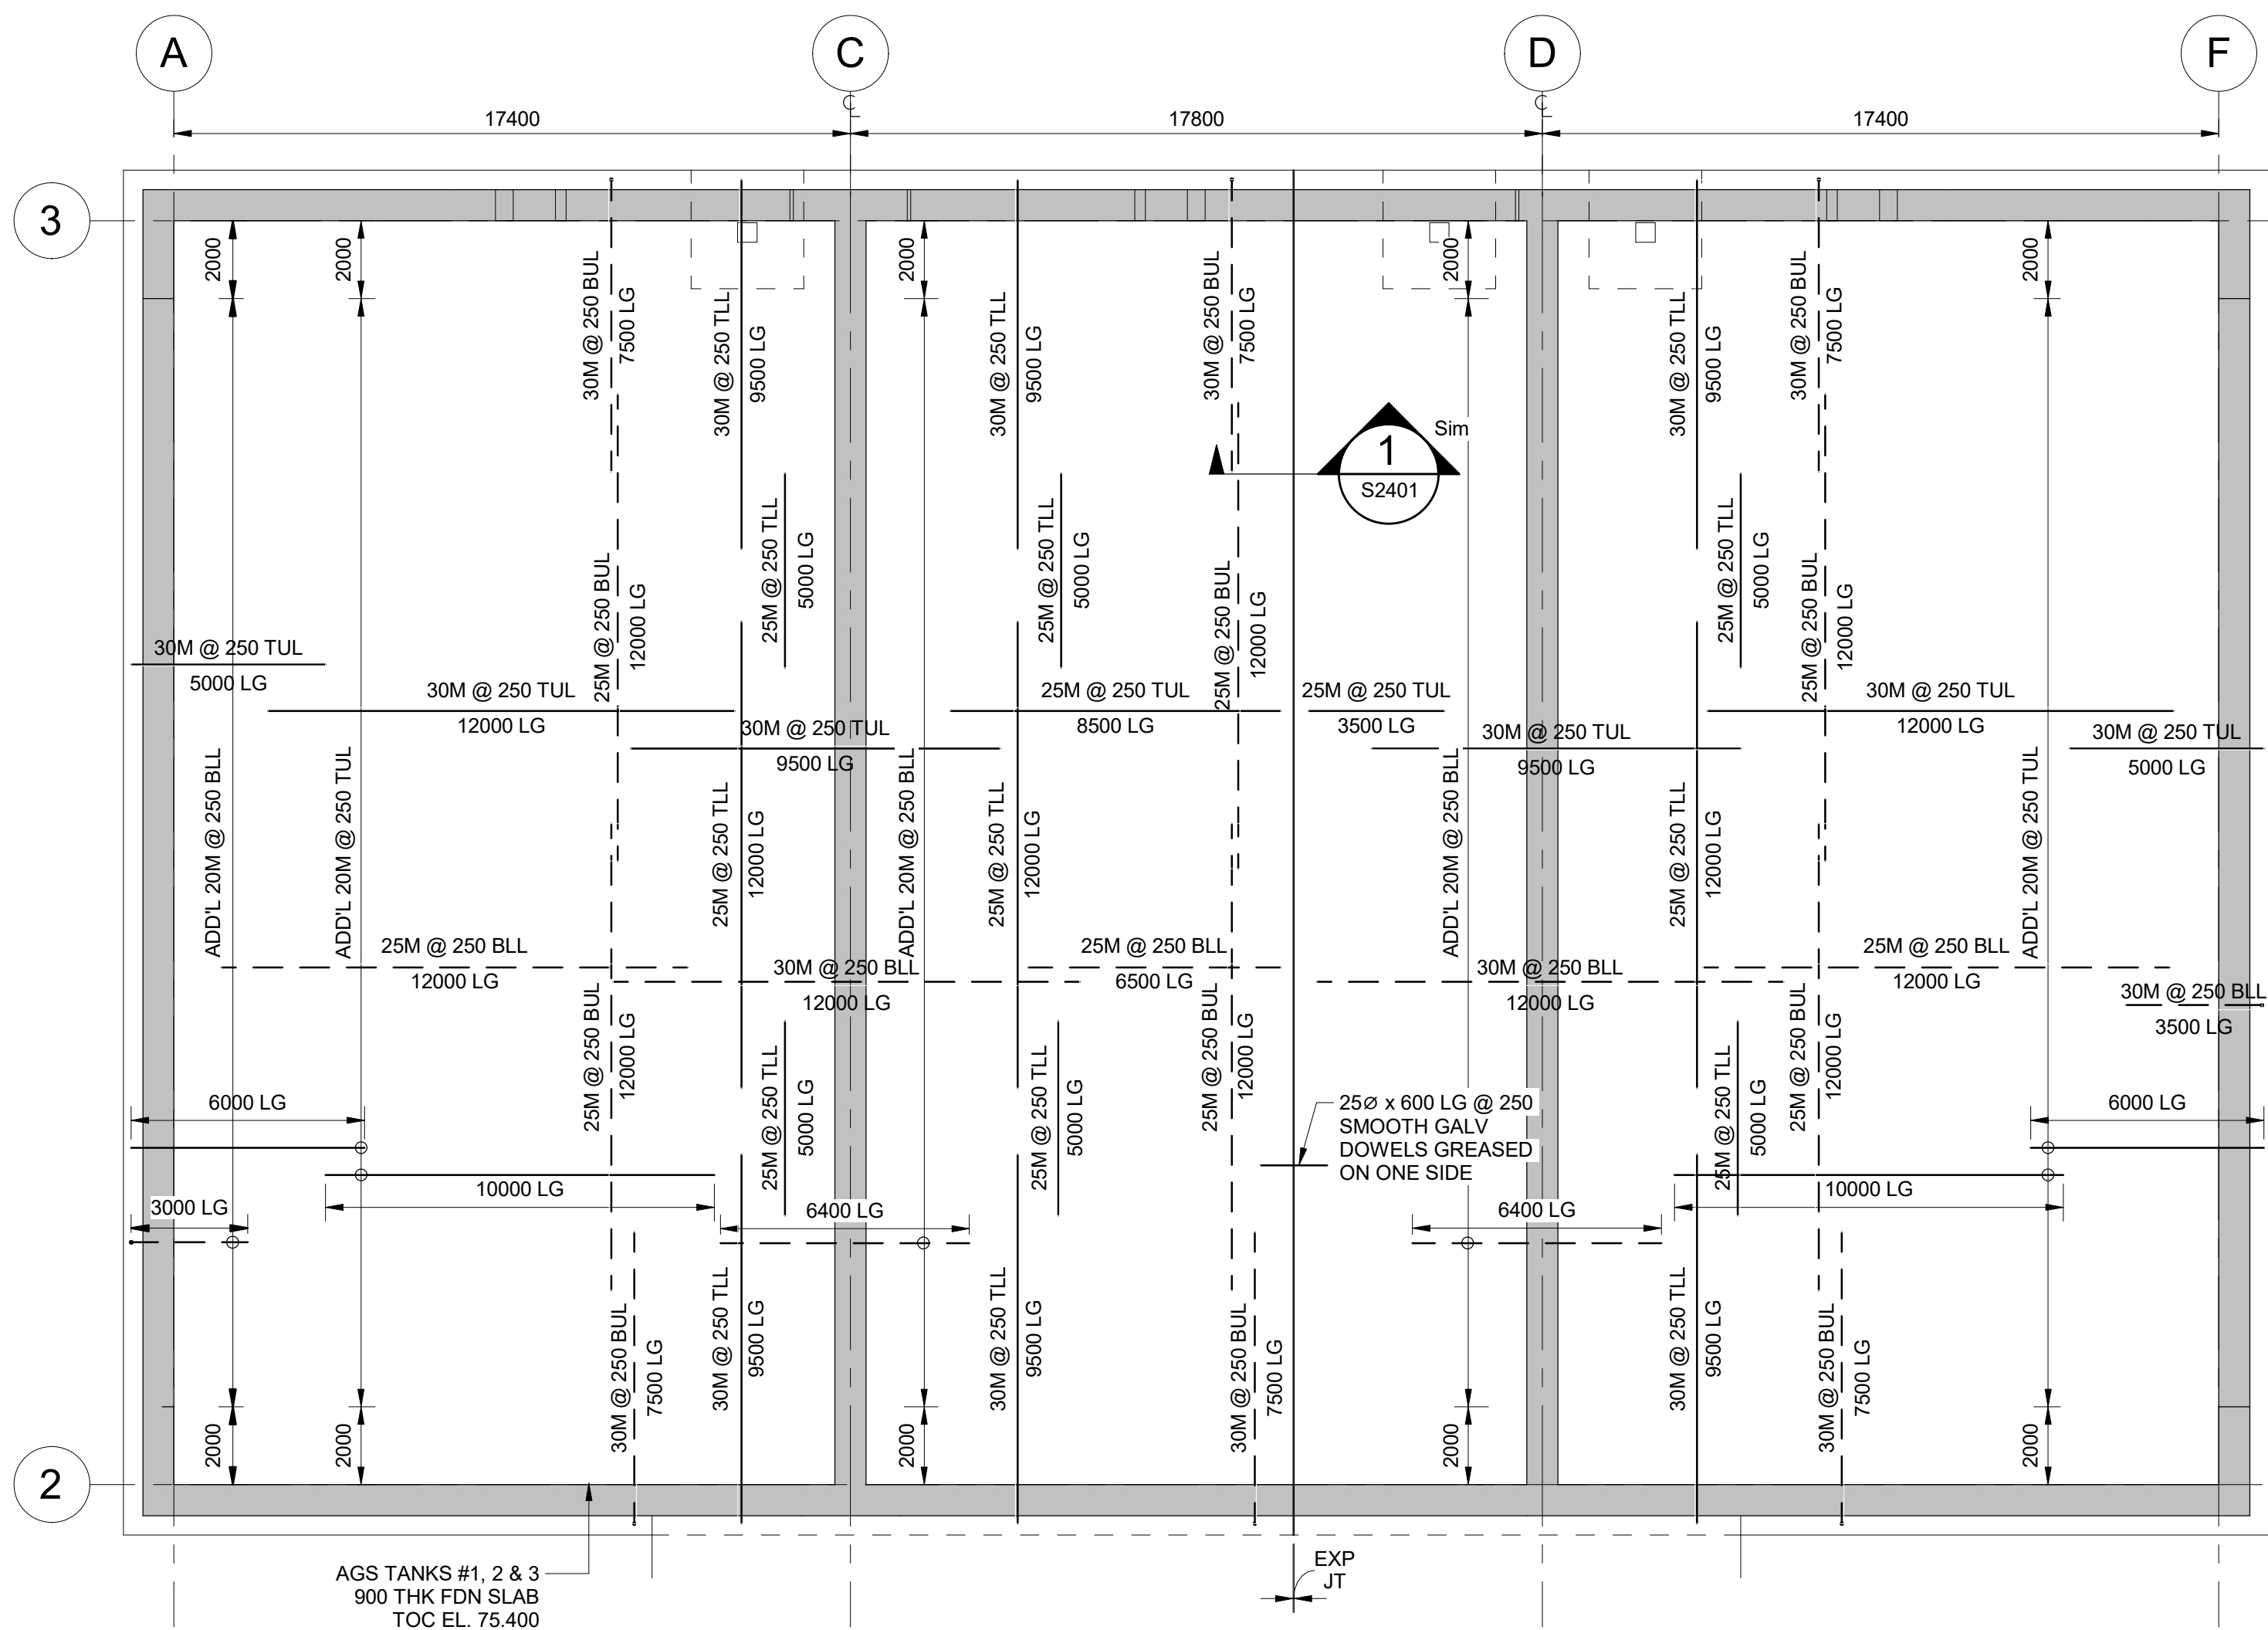 A
C
D
F
℄
℄
17400
17800
17400
3
2000
2000
2000
2000
2000
30M @ 250 BUL
7500 LG
30M @ 250 TLL
9500 LG
30M @ 250 TLL
9500 LG
30M @ 250 BUL
7500 LG
30M @ 250 TLL
9500 LG
30M @ 250 BUL
7500 LG
1
Sim
S2401
25M @ 250 BUL
12000 LG
25M @ 250 TLL
5000 LG
25M @ 250 TLL
5000 LG
25M @ 250 BUL
12000 LG
25M @ 250 TLL
5000 LG
25M @ 250 BUL
12000 LG
30M @ 250 TUL
5000 LG
30M @ 250 TUL
12000 LG
30M @ 250 TUL
9500 LG
25M @ 250 TUL
8500 LG
25M @ 250 TUL
3500 LG
30M @ 250 TUL
9500 LG
30M @ 250 TUL
12000 LG
30M @ 250 TUL
5000 LG
ADD'L 20M @ 250 BLL
ADD'L 20M @ 250 TUL
25M @ 250 TLL
12000 LG
ADD'L 20M @ 250 BLL
25M @ 250 TLL
12000 LG
ADD'L 20M @ 250 BLL
25M @ 250 TLL
12000 LG
ADD'L 20M @ 250 TUL
25M @ 250 BLL
12000 LG
30M @ 250 BLL
12000 LG
25M @ 250 BLL
6500 LG
30M @ 250 BLL
12000 LG
25M @ 250 BLL
12000 LG
30M @ 250 BLL
3500 LG
25M @ 250 BUL
12000 LG
25M @ 250 TLL
5000 LG
25M @ 250 TLL
5000 LG
25M @ 250 BUL
12000 LG
25M @ 250 TLL
5000 LG
25M @ 250 BUL
12000 LG
6000 LG
25⌀ x 600 LG @ 250
SMOOTH GALV
DOWELS GREASED
ON ONE SIDE
6000 LG
10000 LG
10000 LG
3000 LG
6400 LG
6400 LG
30M @ 250 BUL
7500 LG
30M @ 250 TLL
9500 LG
30M @ 250 TLL
9500 LG
30M @ 250 BUL
7500 LG
30M @ 250 TLL
9500 LG
30M @ 250 BUL
7500 LG
2000
2000
2000
2000
2000
2
AGS TANKS #1, 2 & 3
900 THK FDN SLAB
TOC EL. 75.400
EXP
JT